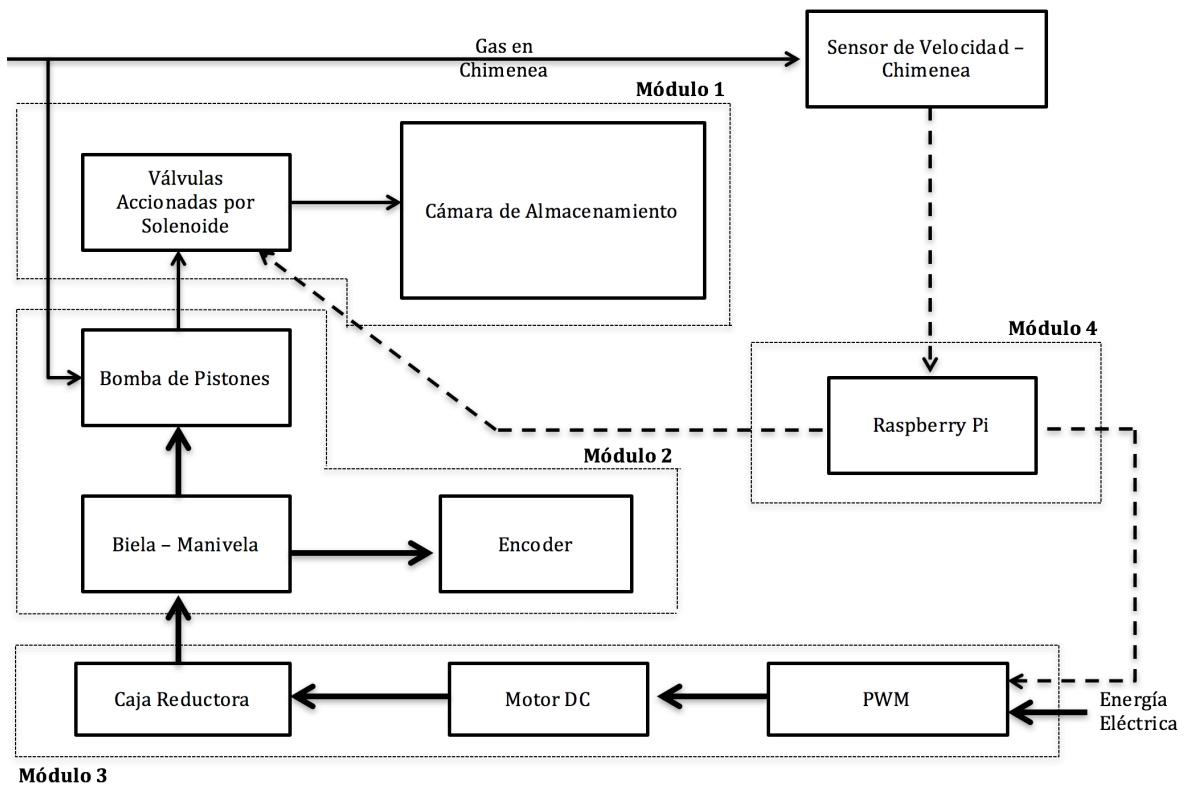 Gas en
Chimenea
Sensor de Velocidad –
Chimenea
Módulo 1
Válvulas
Accionadas por
Solenoide
Cámara de Almacenamiento
Módulo 4
Bomba de Pistones
Raspberry Pi
Módulo 2
Biela – Manivela
Encoder
Caja Reductora
Motor DC
PWM
Energía
Eléctrica
Módulo 3